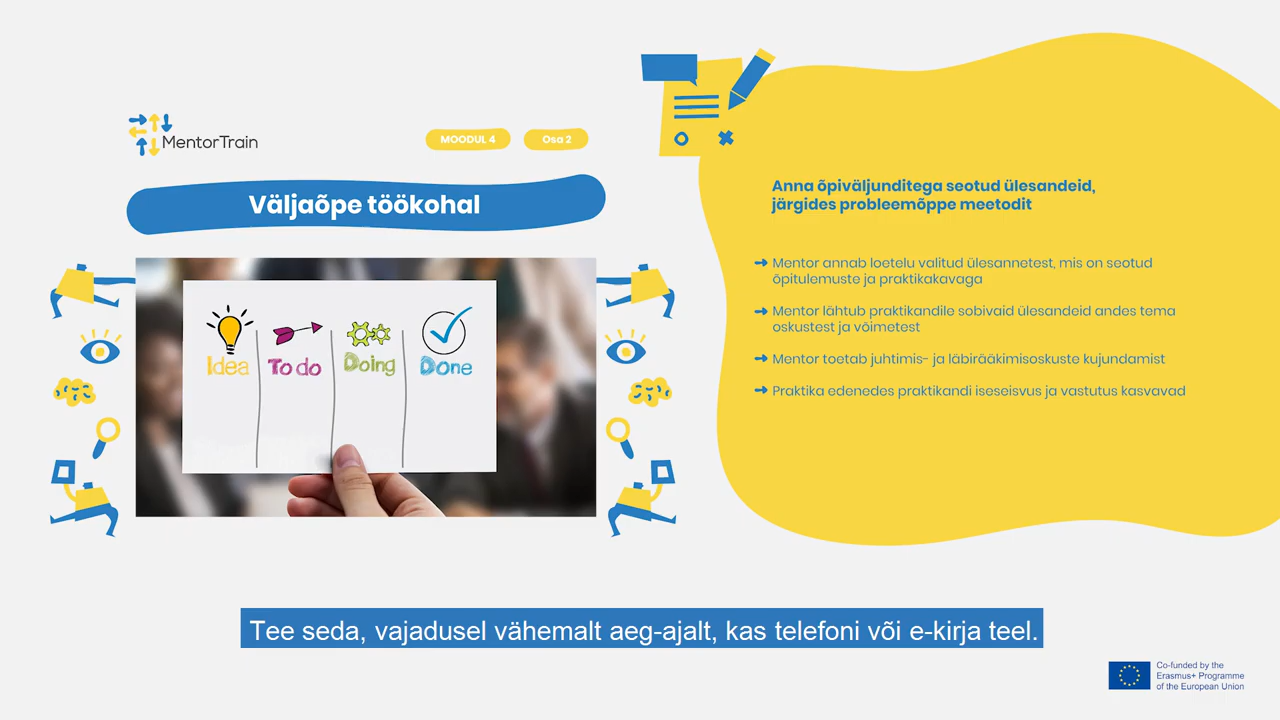 MentorTrain
MOODUL 4
Osa 2
Väljaõpe töökohal
Idea
To do
Doing
Done
Anna õpiväljunditega seotud ülesandeid,
järgides probleemõppe meetodit
Mentor annab loetelu valitud ülesannetest, mis on seotud
õpitulemuste ja praktikakavaga
Mentor lähtub praktikandile sobivaid ülesandeid andes tema
oskustest ja võimetest
Mentor toetab juhtimis- ja läbirääkimisoskuste kujundamist
Praktika edenedes praktikandi iseseisvus ja vastutus kasvavad
Tee seda, vajadusel vähemalt aeg-ajalt, kas telefoni või e-kirja teel.
Co-funded by the
Erasmus+ Programme
of the European Union